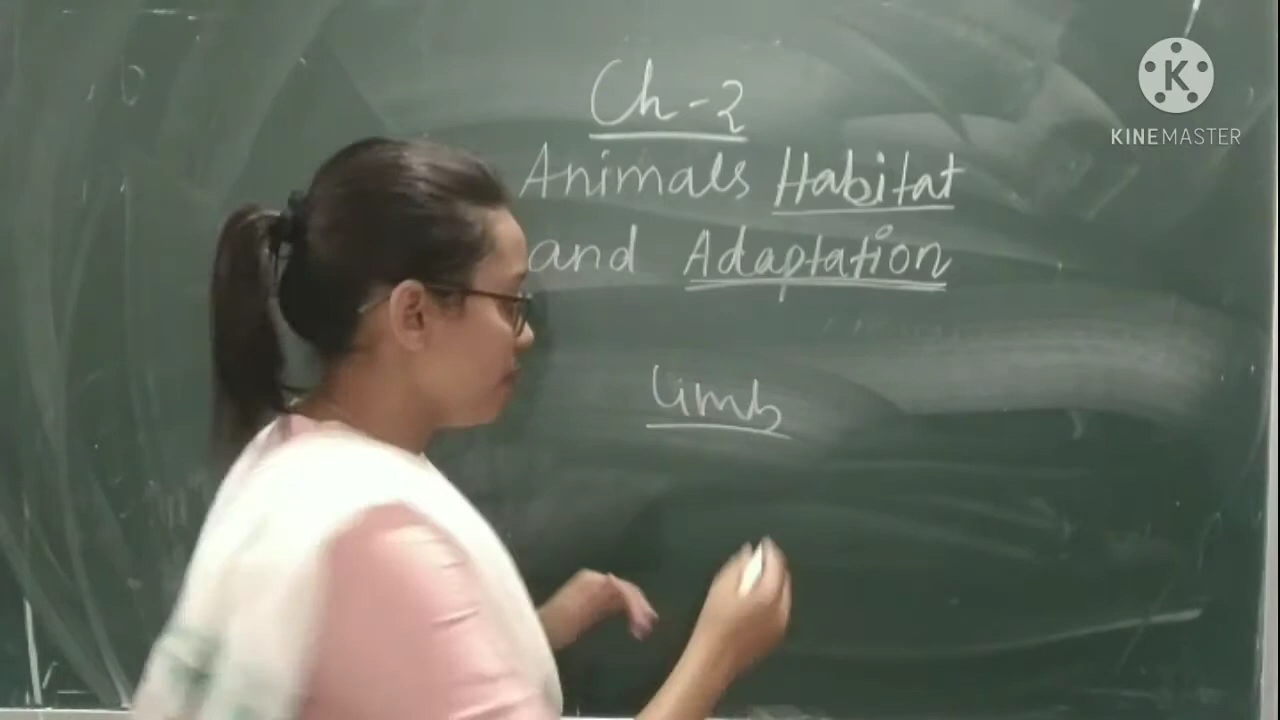 Ch-2
Animals Habitat
and Adaptation
Limb
K
KINEMASTER